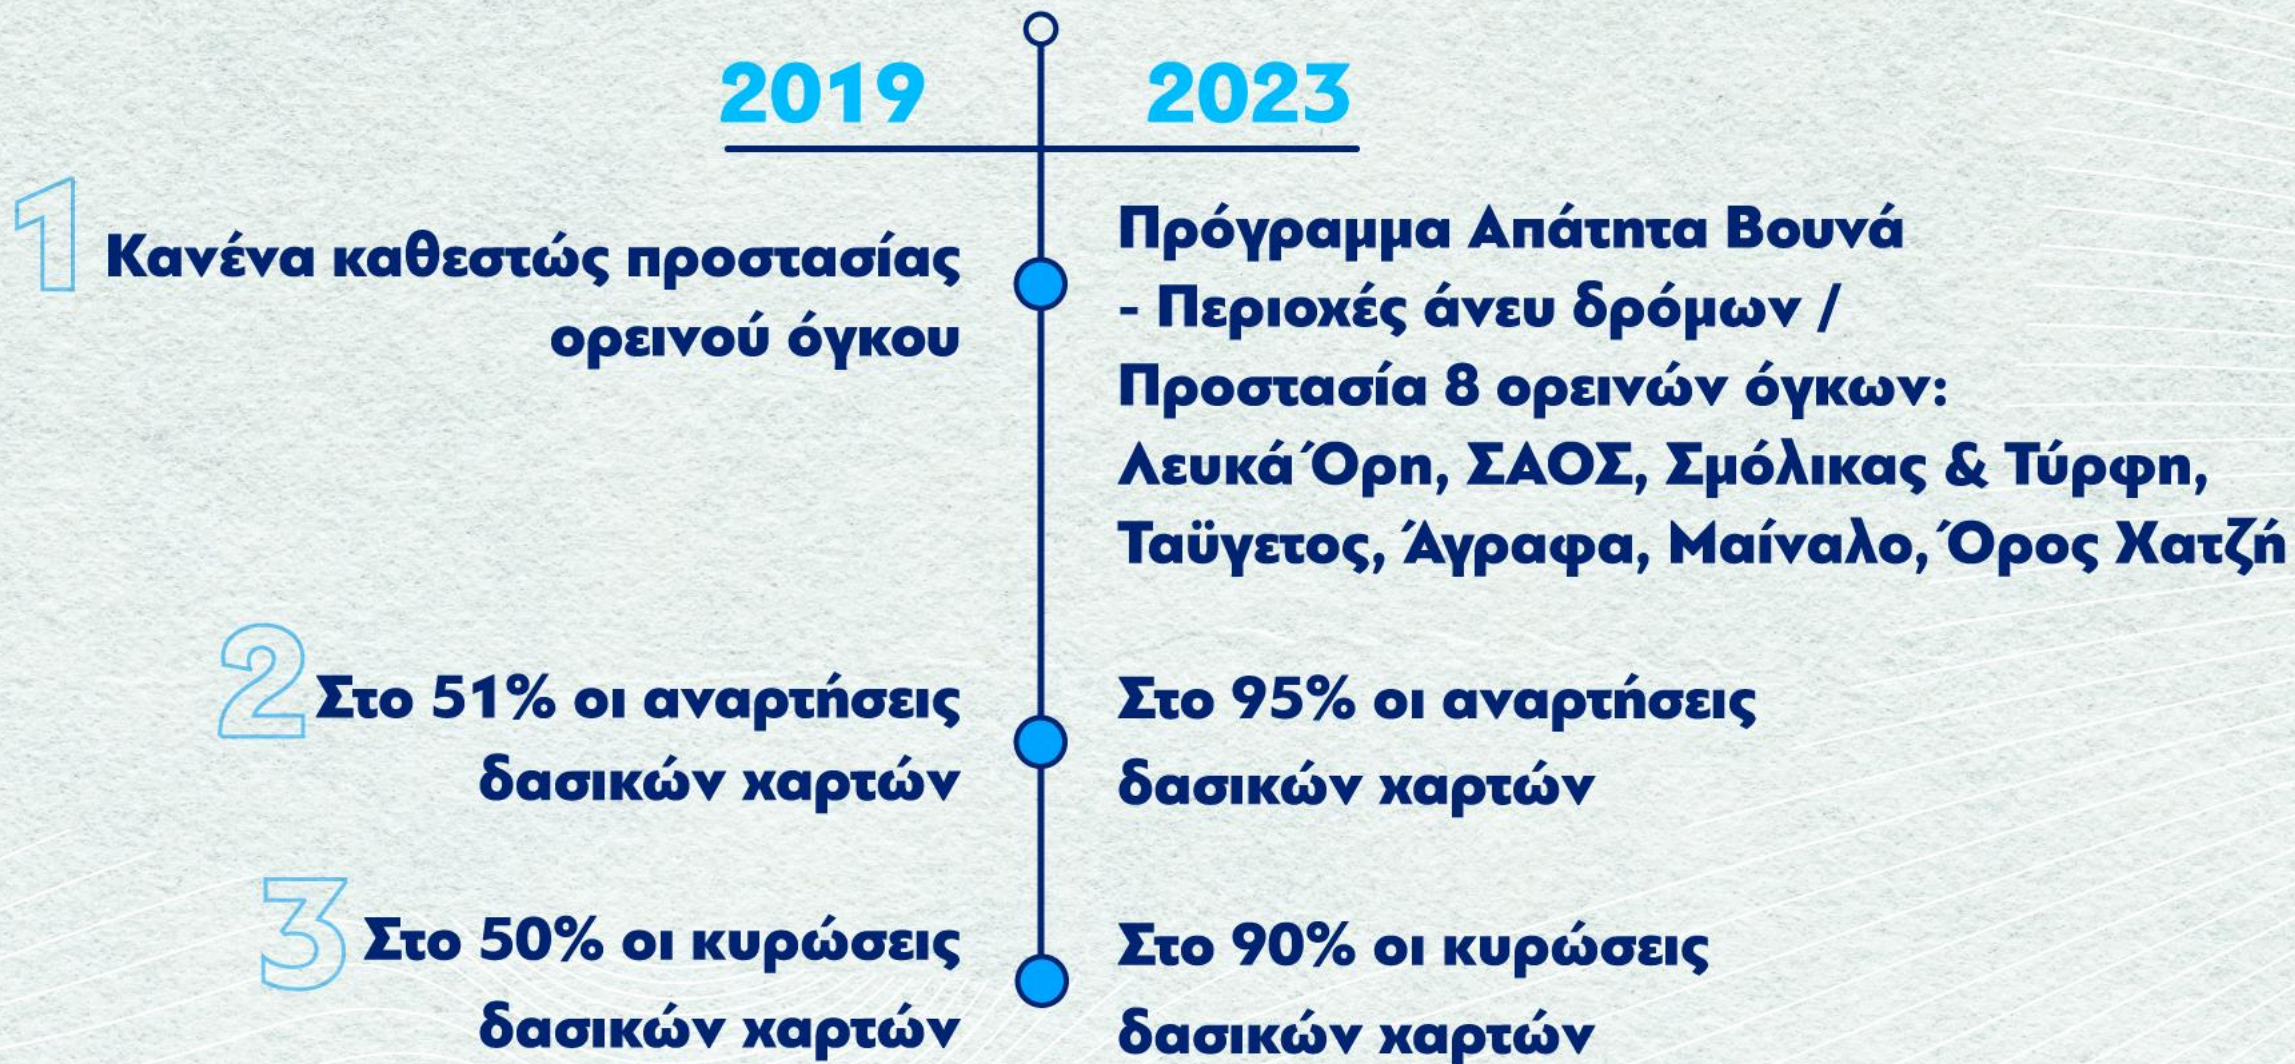 2019
2023
1
Κανένα καθεστώς προστασίας
ορεινού όγκου
Πρόγραμμα Απάτητα Βουνά
- Περιοχές άνευ δρόμων /
Προστασία 8 ορεινών όγκων:
Λευκά Όρη, ΣΑΟΣ, Σμόλικας & Τύρφη,
Ταΰγετος, Άγραφα, Μαίναλο, Όρος Χατζή
2
Στο 51% οι αναρτήσεις
δασικών χαρτών
Στο 95% οι αναρτήσεις
δασικών χαρτών
3
Στο 50% οι κυρώσεις
δασικών χαρτών
Στο 90% οι κυρώσεις
δασικών χαρτών